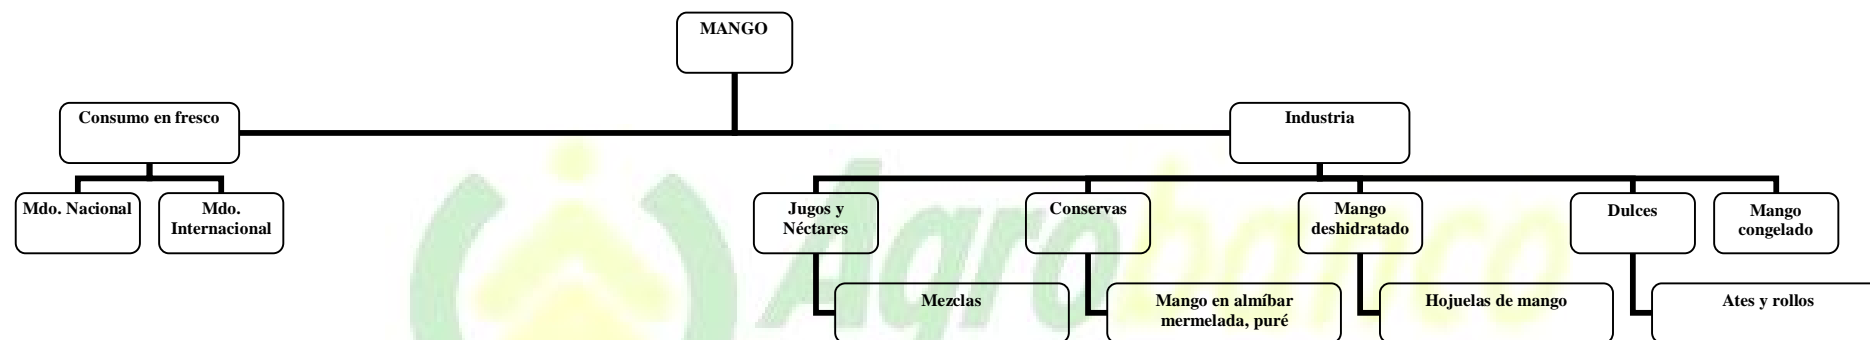 MANGO
Consumo en fresco
Industria
Mdo. Nacional
Mdo.
Internacional
Jugos y
Néctares
Conservas
Mango
deshidratado
Dulces
Mango
congelado
Mezclas
Mango en almíbar
mermelada, puré
Hojuelas de mango
Ates y rollos
Agrobanco